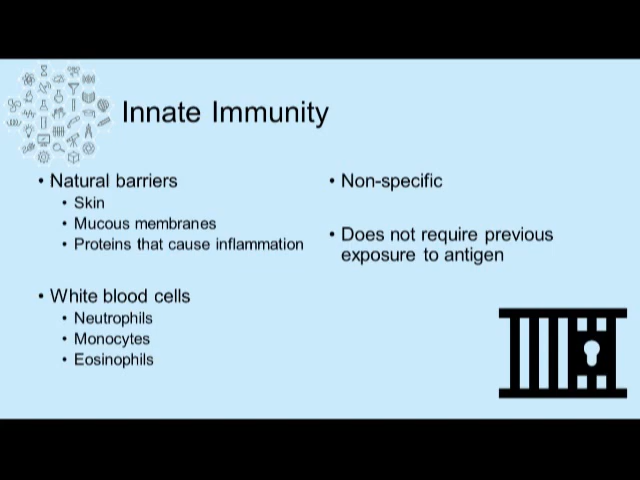 Innate Immunity
• Natural barriers
• Skin
• Mucous membranes
• Proteins that cause inflammation
• White blood cells
• Neutrophils
• Monocytes
• Eosinophils
• Non-specific
• Does not require previous
exposure to antigen